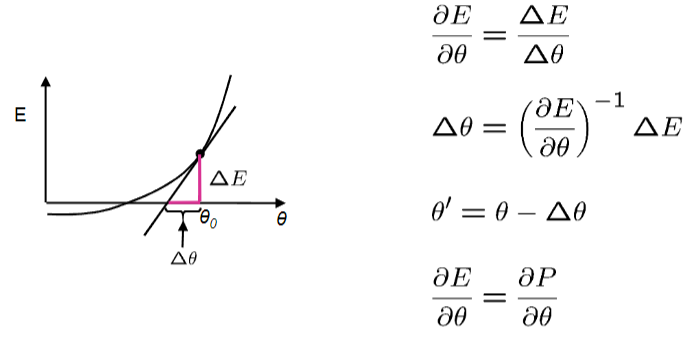 E
ΔE
θ₀
θ
Δθ
∂E/∂θ = ΔE/Δθ
Δθ = (∂E/∂θ)⁻¹ ΔE
θ′ = θ − Δθ
∂E/∂θ = ∂P/∂θ